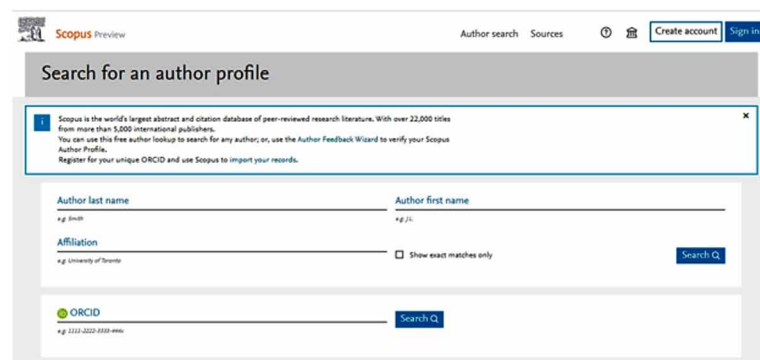 Scopus Preview
Author search Sources Create account Sign in
Search for an author profile
Scopus is the world's largest abstract and citation database of peer-reviewed research literature. With over 22,000 titles
from more than 5,000 international publishers.
You can use this free author lookup to search for any author; or, use the Author Feedback Wizard to verify your Scopus
Author Profile.
Register for your unique ORCID and use Scopus to import your records.
Author last name Author first name
e.g. Smith e.g. J.L.
Affiliation
Show exact matches only Search
e.g. University of Toronto
iD ORCID
Search
e.g. 1111-2222-3333-444x